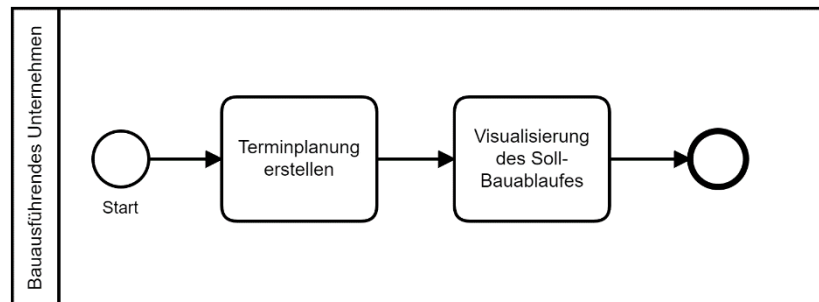 Bauausführendes Unternehmen
Start
Terminplanung
erstellen
Visualisierung
des Soll-
Bauablaufes